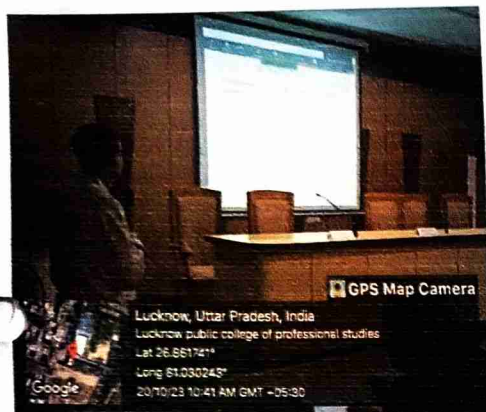 GPS Map Camera
Lucknow, Uttar Pradesh, India
Lucknow public college of professional studies
Lat 26.861741°
Long 81.030243°
20/10/23 10:41 AM GMT +05:30
Google